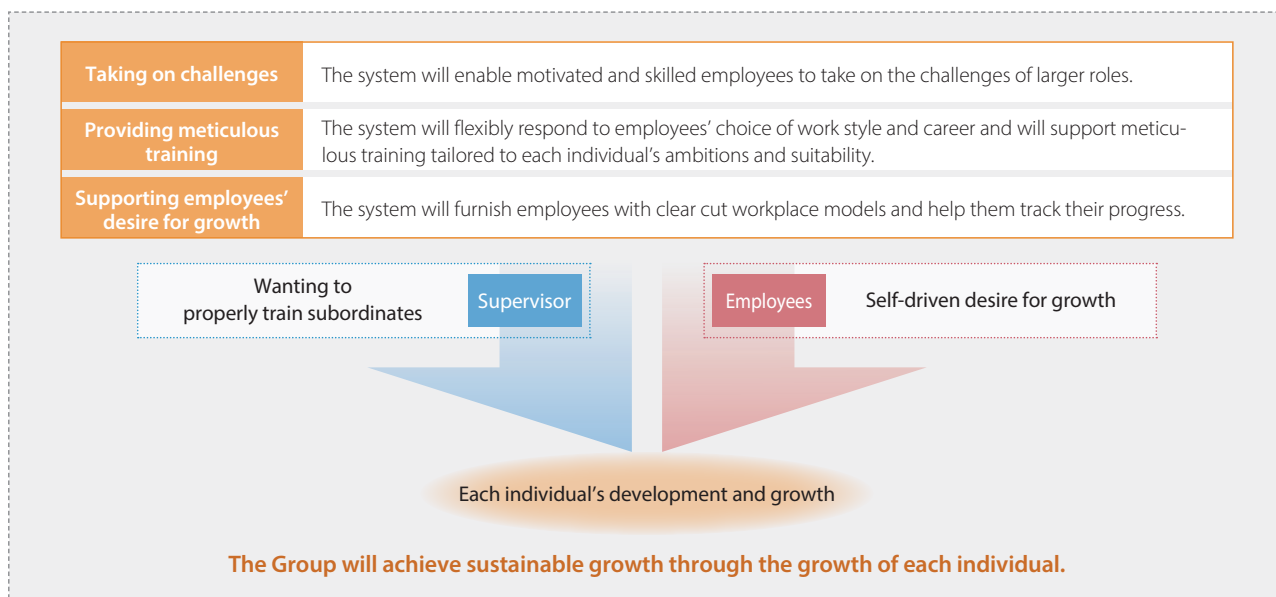 Taking on challenges
The system will enable motivated and skilled employees to take on the challenges of larger roles.
Providing meticulous
training
The system will flexibly respond to employees’ choice of work style and career and will support meticu-
lous training tailored to each individual’s ambitions and suitability.
Supporting employees’
desire for growth
The system will furnish employees with clear cut workplace models and help them track their progress.
Wanting to
properly train subordinates
Supervisor
Employees
Self-driven desire for growth
Each individual’s development and growth
The Group will achieve sustainable growth through the growth of each individual.